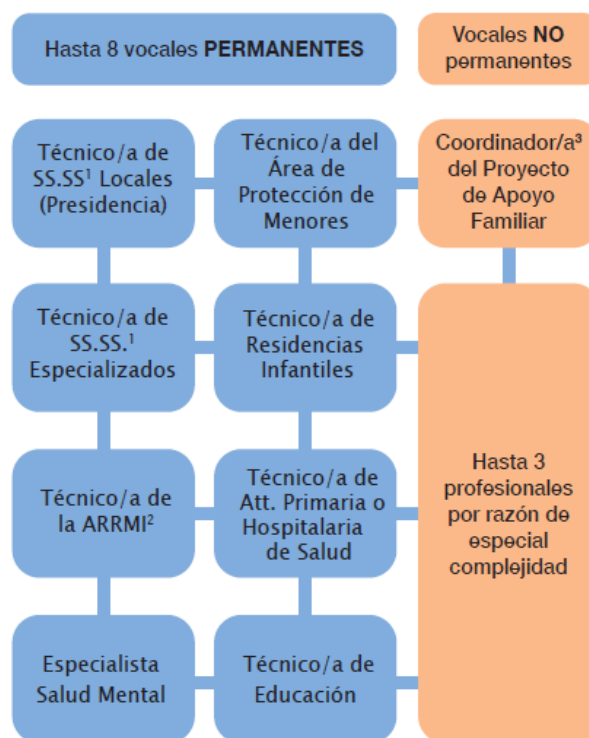 Hasta 8 vocales PERMANENTES
Vocales NO
permanentes
Técnico/a de
SS.SS¹ Locales
(Presidencia)
Técnico/a del
Área de
Protección de
Menores
Coordinador/a³
del Proyecto
de Apoyo
Familiar
Técnico/a de
SS.SS.¹
Especializados
Técnico/a de
Residencias
Infantiles
Hasta 3
profesionales
por razón de
especial
complejidad
Técnico/a de
la ARRMI²
Técnico/a de
Att. Primaria o
Hospitalaria
de Salud
Especialista
Salud Mental
Técnico/a de
Educación